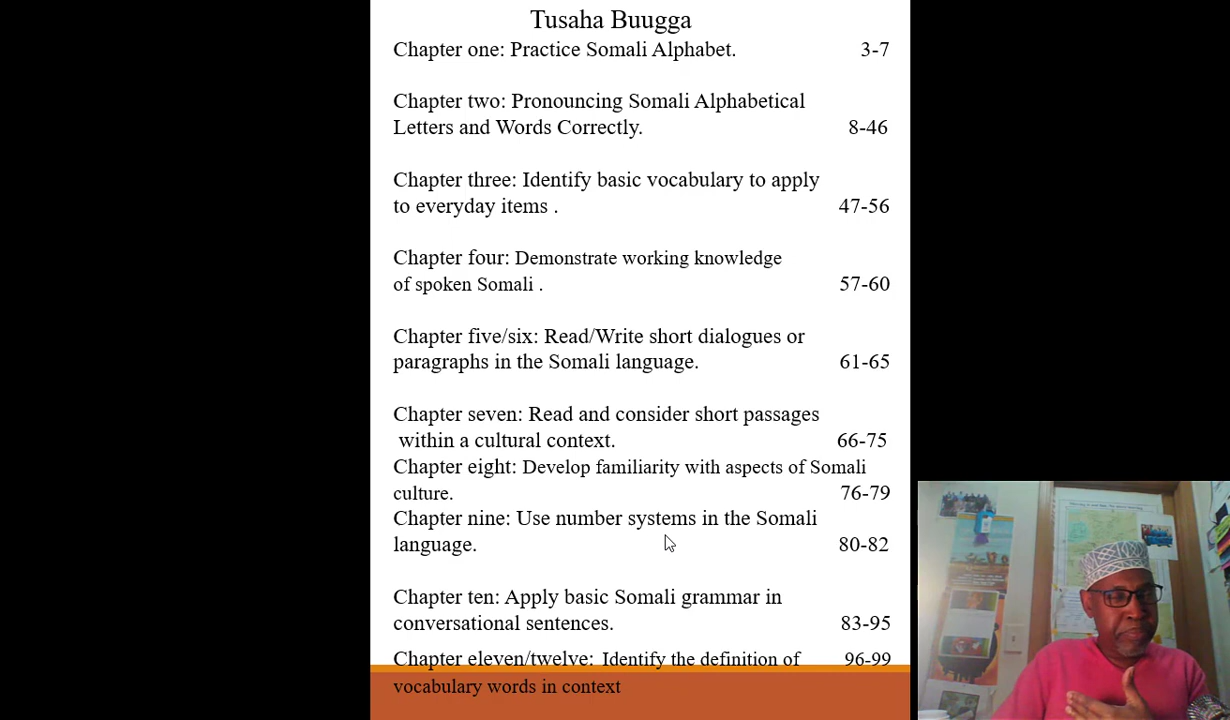 Tusaha Buugga
Chapter one: Practice Somali Alphabet. 3-7
Chapter two: Pronouncing Somali Alphabetical
Letters and Words Correctly. 8-46
Chapter three: Identify basic vocabulary to apply
to everyday items . 47-56
Chapter four: Demonstrate working knowledge
of spoken Somali . 57-60
Chapter five/six: Read/Write short dialogues or
paragraphs in the Somali language. 61-65
Chapter seven: Read and consider short passages
within a cultural context. 66-75
Chapter eight: Develop familiarity with aspects of Somali
culture. 76-79
Chapter nine: Use number systems in the Somali
language. 80-82
Chapter ten: Apply basic Somali grammar in
conversational sentences. 83-95
Chapter eleven/twelve: Identify the definition of 96-99
vocabulary words in context